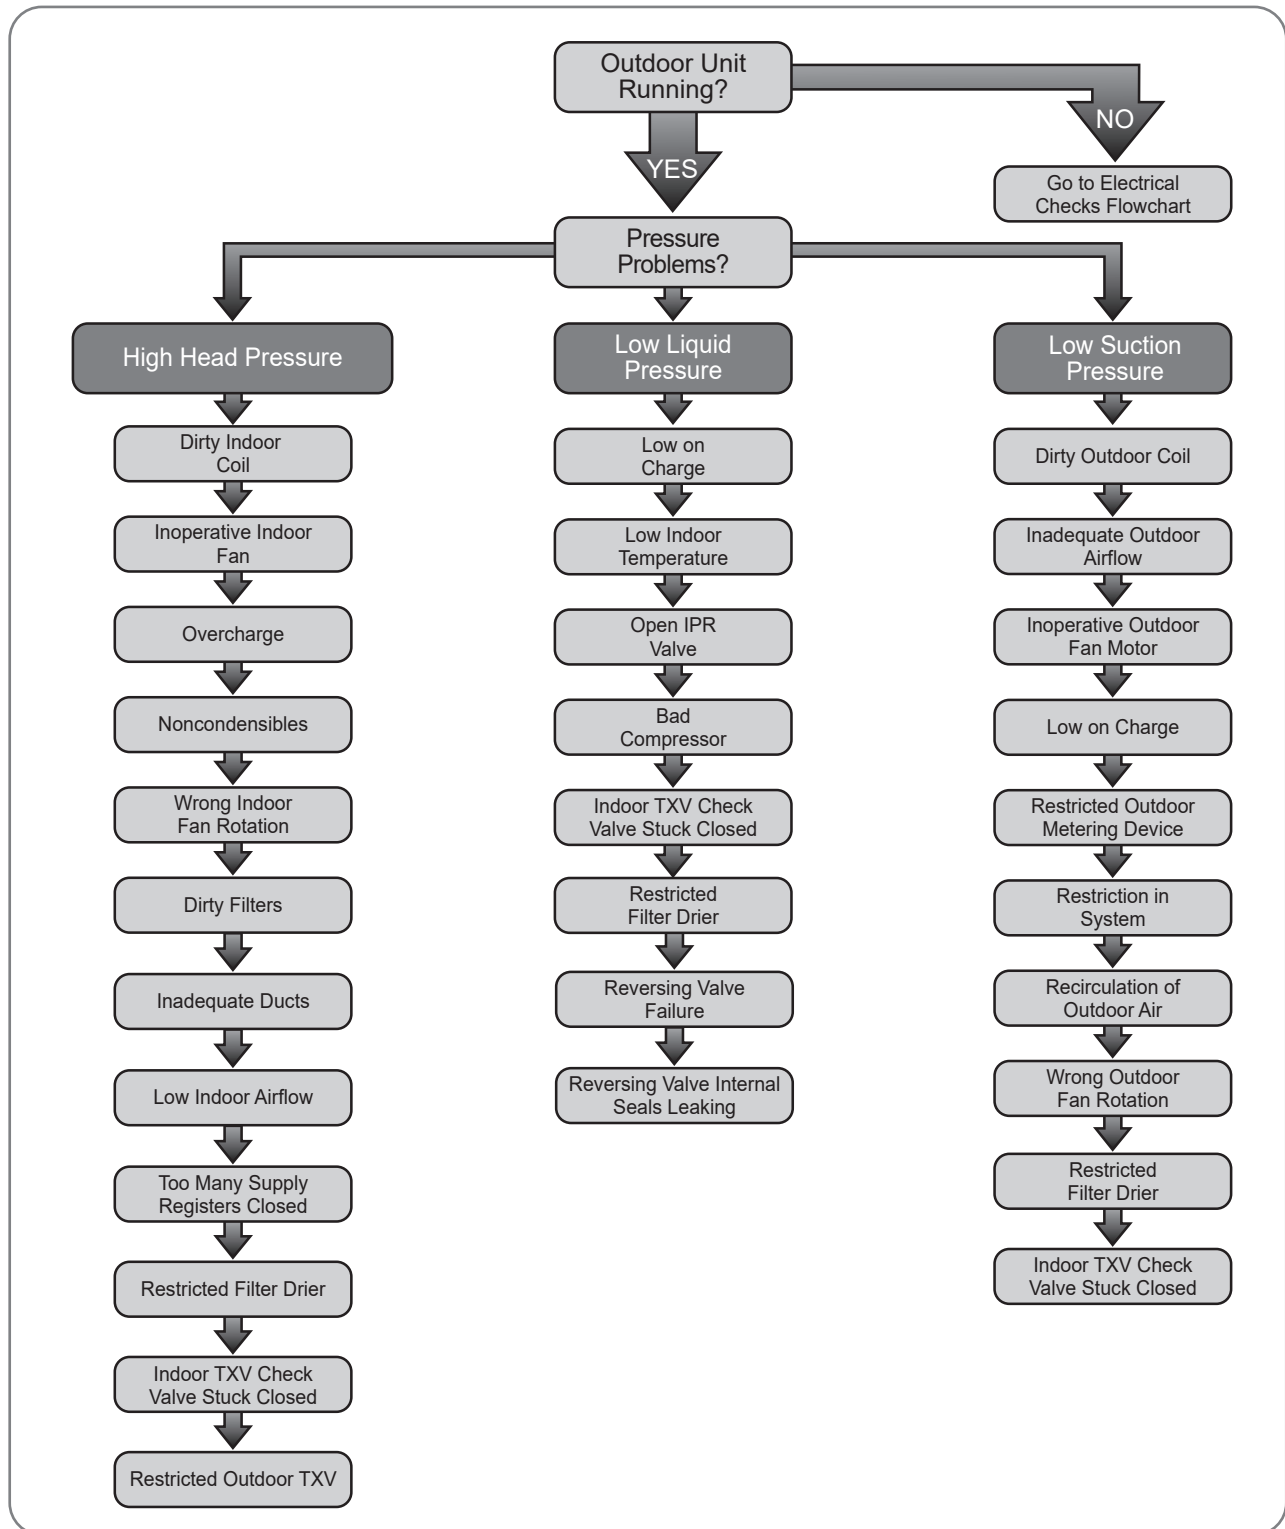 Outdoor Unit
Running?
NO
YES
Go to Electrical
Checks Flowchart
Pressure
Problems?
High Head Pressure
Dirty Indoor
Coil
Inoperative Indoor
Fan
Overcharge
Noncondensibles
Wrong Indoor
Fan Rotation
Dirty Filters
Inadequate Ducts
Low Indoor Airflow
Too Many Supply
Registers Closed
Restricted Filter Drier
Indoor TXV Check
Valve Stuck Closed
Restricted Outdoor TXV
Low Liquid
Pressure
Low on
Charge
Low Indoor
Temperature
Open IPR
Valve
Bad
Compressor
Indoor TXV Check
Valve Stuck Closed
Restricted
Filter Drier
Reversing Valve
Failure
Reversing Valve Internal
Seals Leaking
Low Suction
Pressure
Dirty Outdoor Coil
Inadequate Outdoor
Airflow
Inoperative Outdoor
Fan Motor
Low on Charge
Restricted Outdoor
Metering Device
Restriction in
System
Recirculation of
Outdoor Air
Wrong Outdoor
Fan Rotation
Restricted
Filter Drier
Indoor TXV Check
Valve Stuck Closed